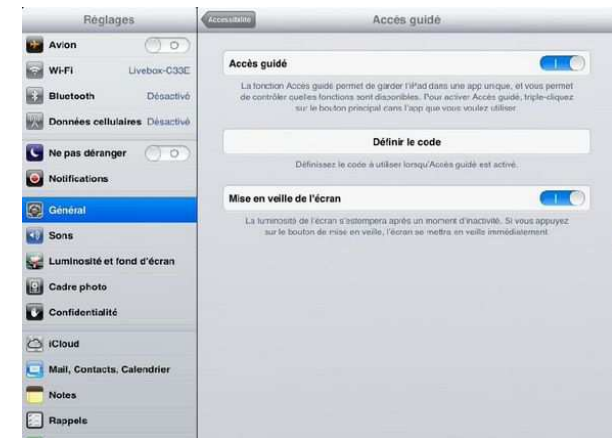 Réglages
Avion
Wi-Fi Livebox-C33E
Bluetooth Désactivé
Données cellulaires Désactivé
Ne pas déranger
Notifications
Général
Sons
Luminosité et fond d'écran
Cadre photo
Confidentialité
iCloud
Mail, Contacts, Calendrier
Notes
Rappels
Accessibilité
Accès guidé
Accès guidé
La fonction Accès guidé permet de garder l'iPad dans une app unique, et vous permet
de contrôler quelles fonctions sont disponibles. Pour activer Accès guidé, triple-cliquez
sur le bouton principal dans l'app que vous voulez utiliser.
Définir le code
Définissez le code à utiliser lorsqu'Accès guidé est activé.
Mise en veille de l'écran
La luminosité de l'écran s'estompera après un moment d'inactivité. Si vous appuyez
sur le bouton de mise en veille, l'écran se mettra en veille immédiatement.